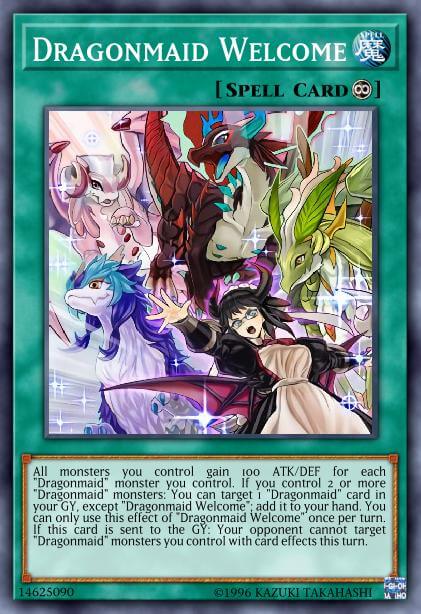 DRAGONMAID WELCOME
SPELL
魔
[SPELL CARD]
All monsters you control gain 100 ATK/DEF for each
"Dragonmaid" monster you control. If you control 2 or more
"Dragonmaid" monsters: You can target 1 "Dragonmaid" card in
your GY, except "Dragonmaid Welcome"; add it to your hand. You
can only use this effect of "Dragonmaid Welcome" once per turn.
If this card is sent to the GY: Your opponent cannot target
"Dragonmaid" monsters you control with card effects this turn.
14625090
©1996 KAZUKI TAKAHASHI